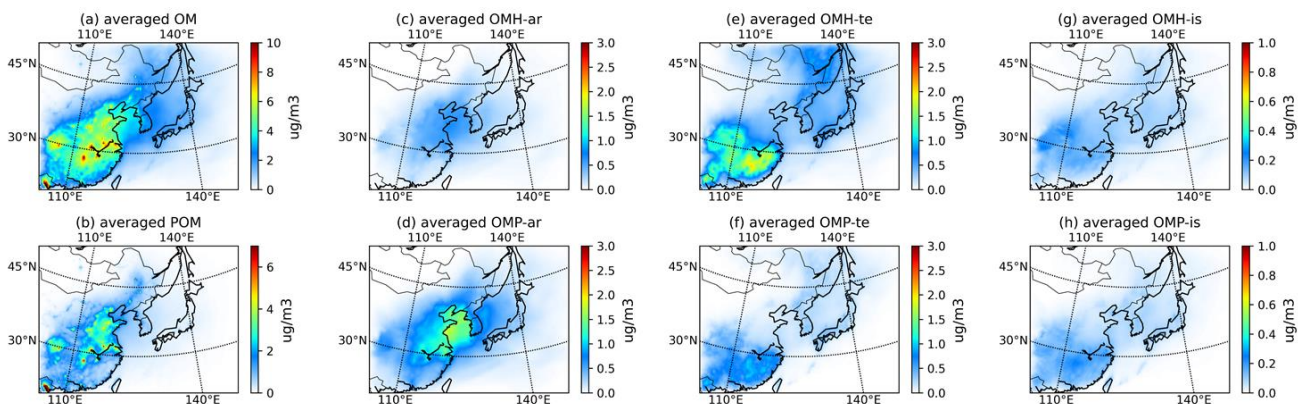 (a) averaged OM
110°E 140°E
45°N
30°N
110°E 140°E
10
8
6
4
2
0
ug/m3
(c) averaged OMH-ar
110°E 140°E
45°N
30°N
110°E 140°E
3.0
2.5
2.0
1.5
1.0
0.5
0.0
ug/m3
(e) averaged OMH-te
110°E 140°E
45°N
30°N
110°E 140°E
3.0
2.5
2.0
1.5
1.0
0.5
0.0
ug/m3
(g) averaged OMH-is
110°E 140°E
45°N
30°N
110°E 140°E
1.0
0.8
0.6
0.4
0.2
0.0
ug/m3
(b) averaged POM
110°E 140°E
45°N
30°N
110°E 140°E
6
4
2
0
ug/m3
(d) averaged OMP-ar
110°E 140°E
45°N
30°N
110°E 140°E
3.0
2.5
2.0
1.5
1.0
0.5
0.0
ug/m3
(f) averaged OMP-te
110°E 140°E
45°N
30°N
110°E 140°E
3.0
2.5
2.0
1.5
1.0
0.5
0.0
ug/m3
(h) averaged OMP-is
110°E 140°E
45°N
30°N
110°E 140°E
1.0
0.8
0.6
0.4
0.2
0.0
ug/m3